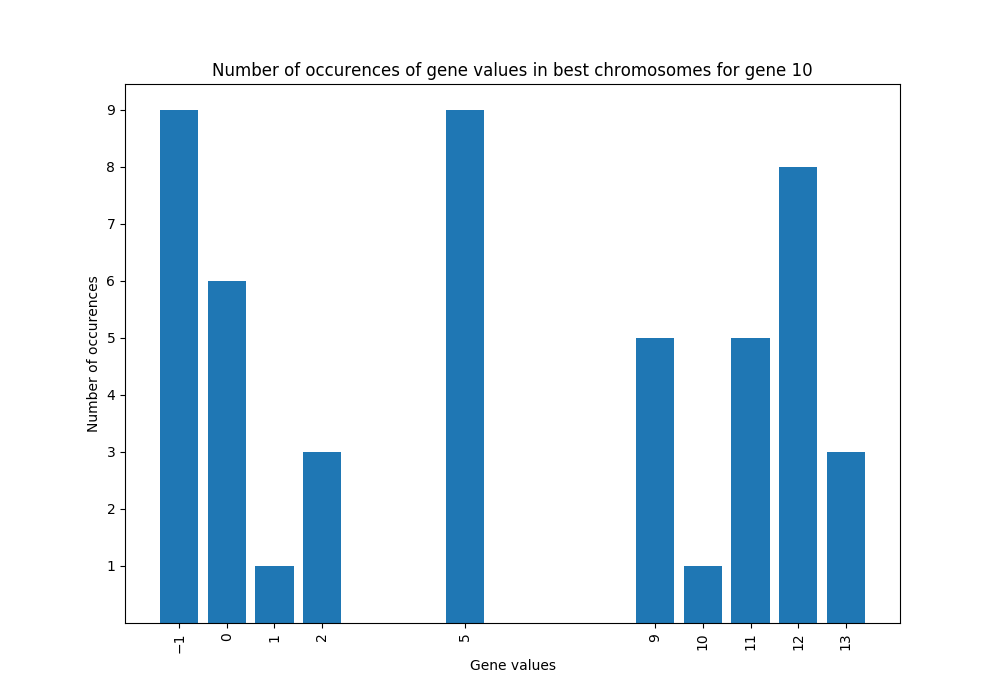 Number of occurences of gene values in best chromosomes for gene 10
Number of occurences
9
8
7
6
5
4
3
2
1
−1 0 1 2 5 9 10 11 12 13
Gene values